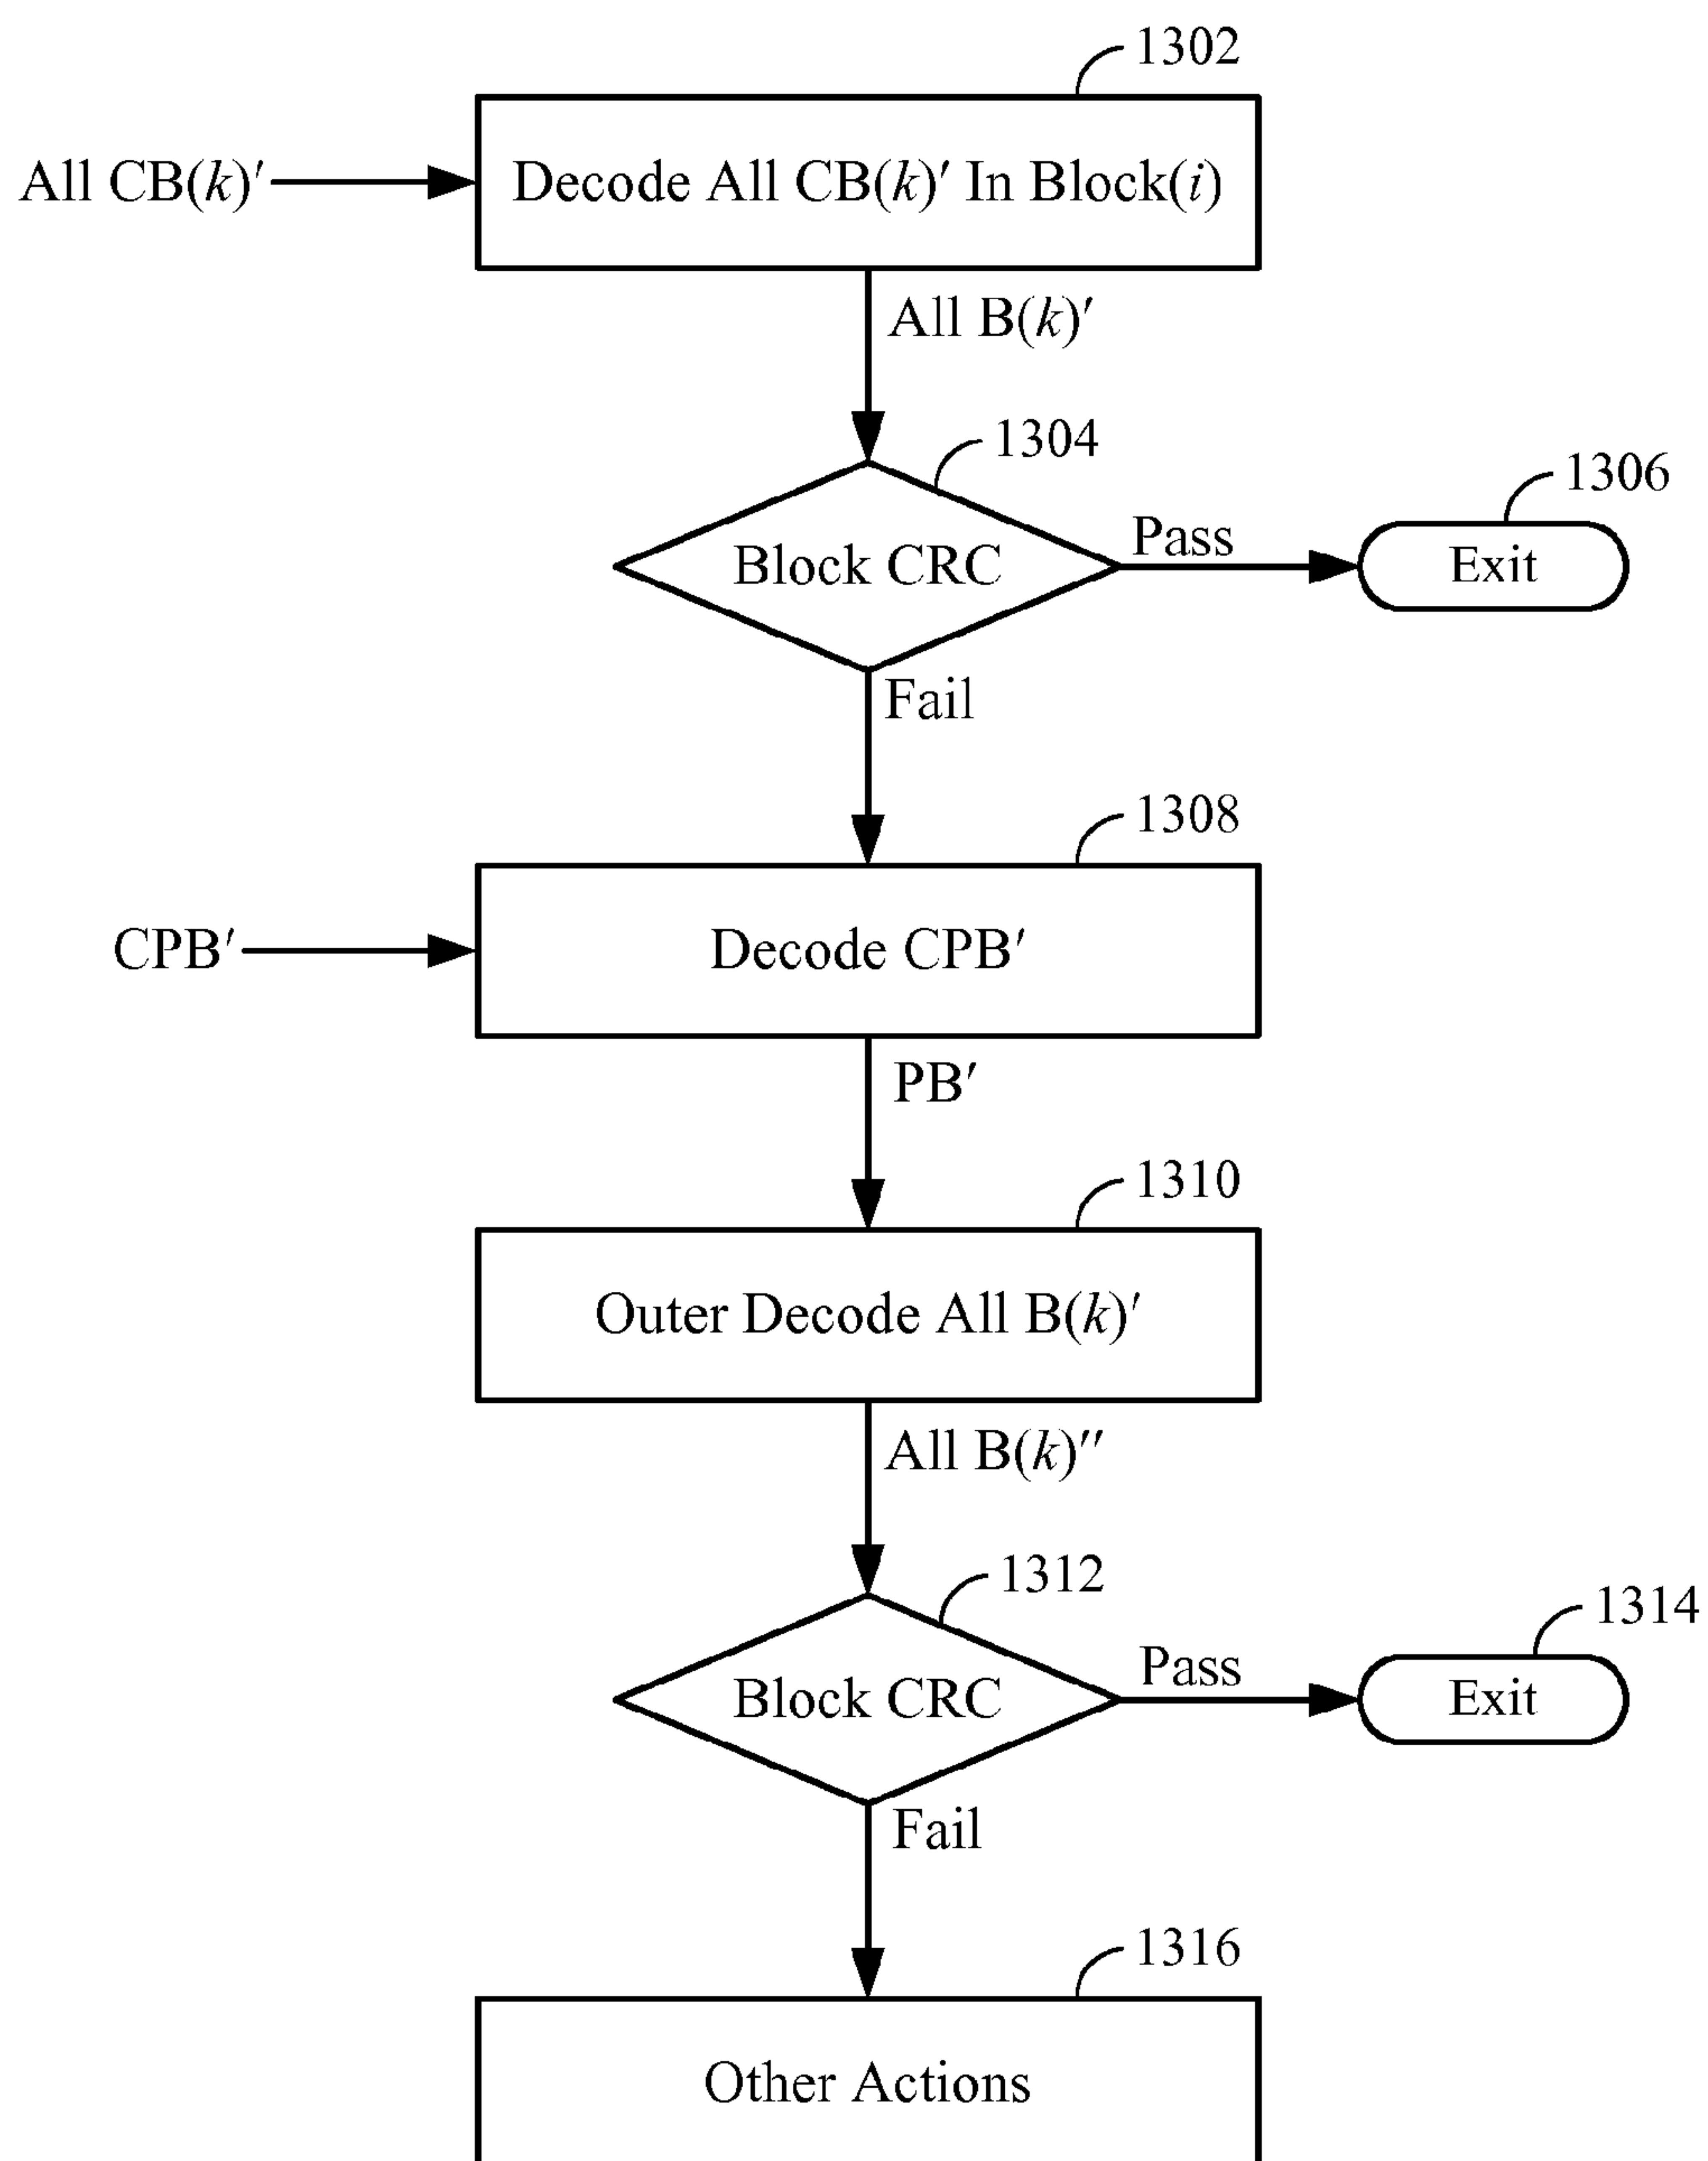 1302
All CB(k)′
Decode All CB(k)′ In Block(i)
All B(k)′
1304
1306
Block CRC
Pass
Exit
Fail
1308
CPB′
Decode CPB′
PB′
1310
Outer Decode All B(k)′
All B(k)′′
1312
1314
Block CRC
Pass
Exit
Fail
1316
Other Actions